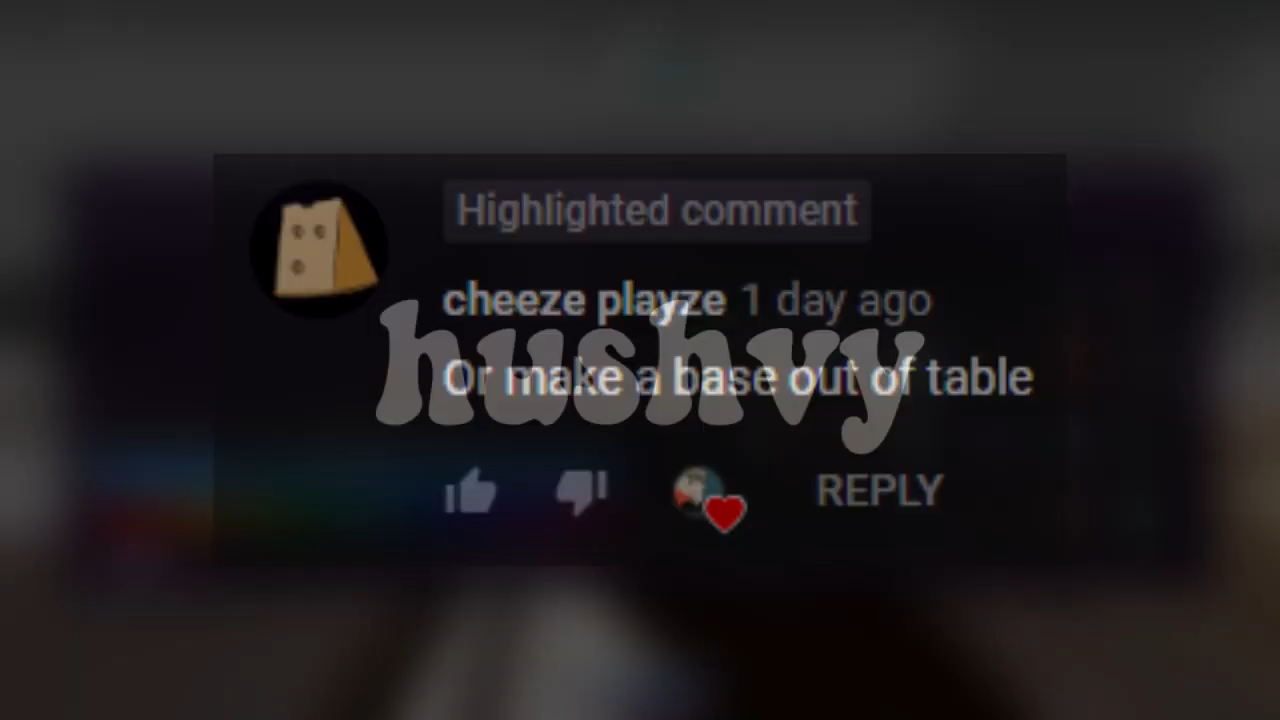 Highlighted comment
cheeze playze 1 day ago
hushvy
Or make a base out of table
REPLY